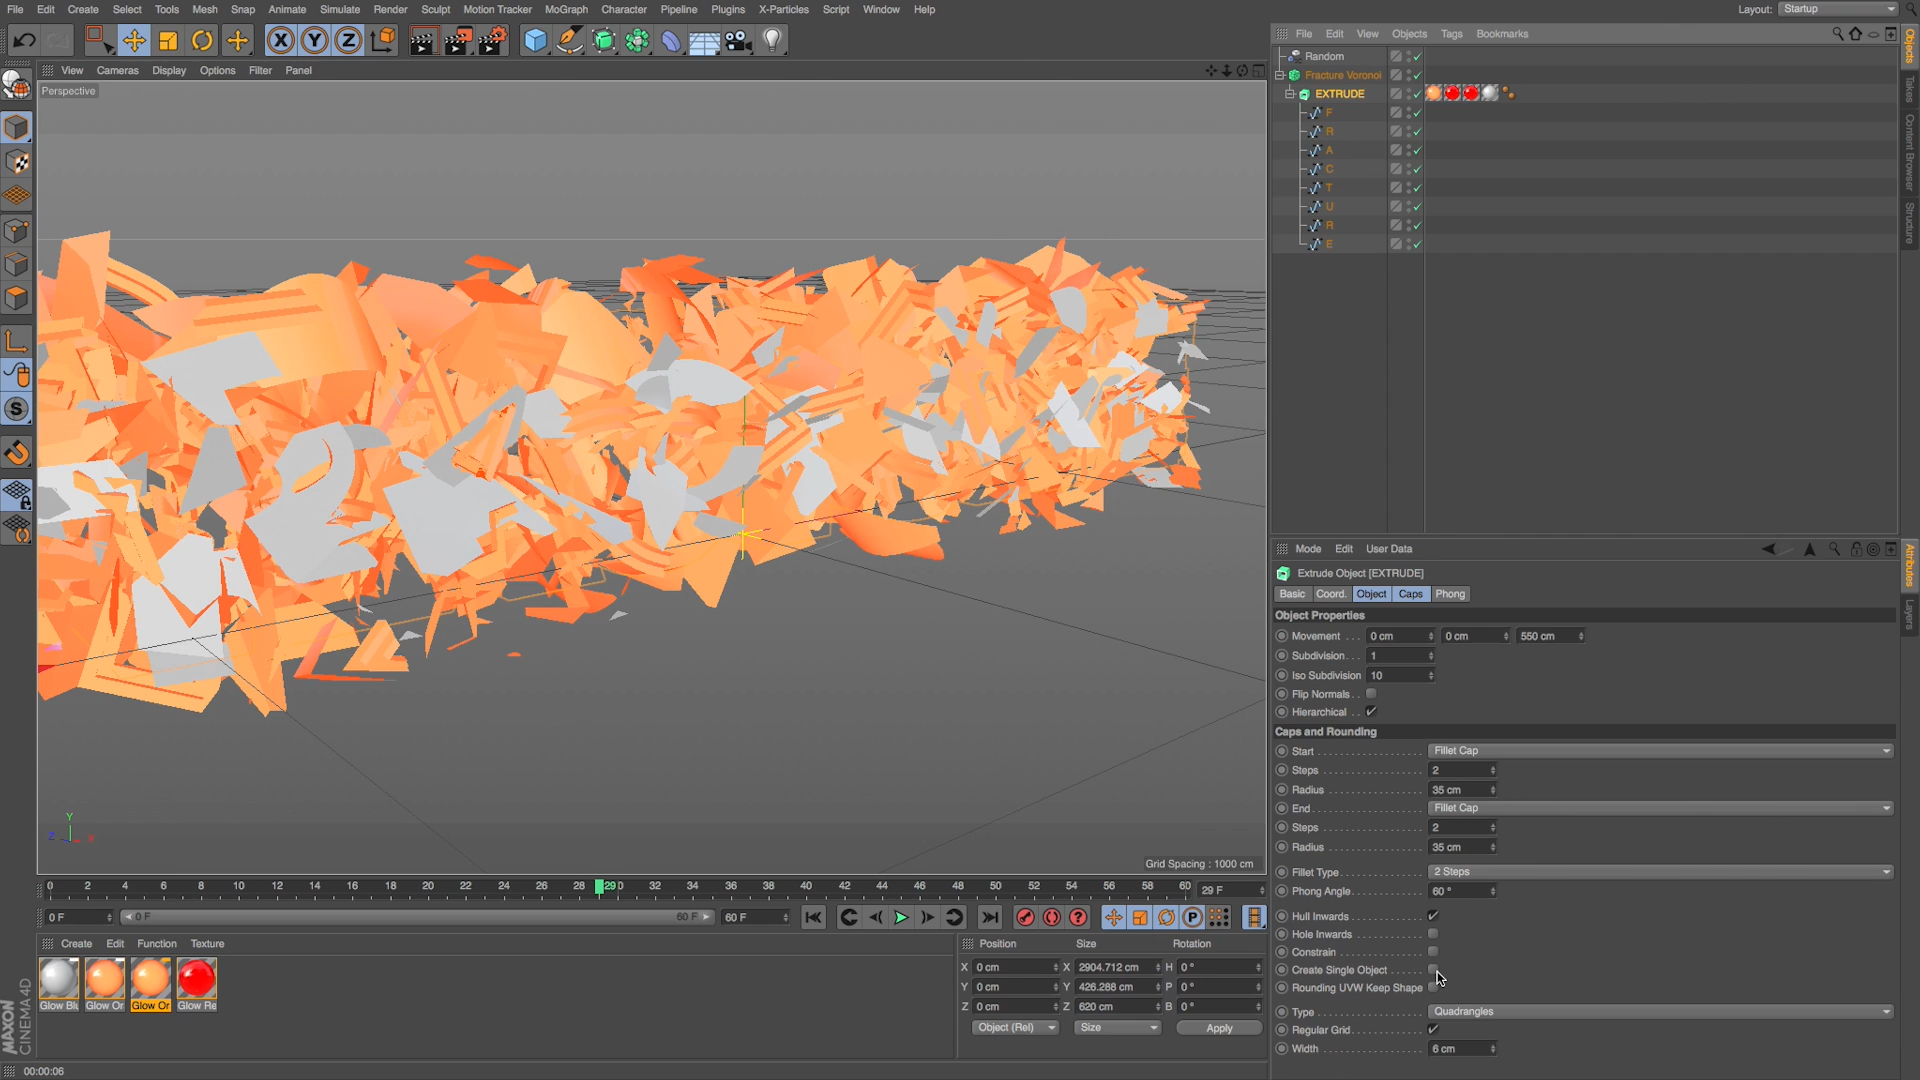 File Edit Create Select Tools Mesh Snap Animate Simulate Render Sculpt Motion Tracker MoGraph Character Pipeline Plugins X-Particles Script Window Help Layout: Startup
File Edit View Objects Tags Bookmarks
View Cameras Display Options Filter Panel
Perspective
Random
Fracture Voronoi
EXTRUDE
F
R
A
C
T
U
R
E
Objects
Takes
Content Browser
Structure
Mode Edit User Data
Extrude Object [EXTRUDE]
Basic Coord. Object Caps Phong
Object Properties
Movement . . . 0 cm 0 cm 550 cm
Subdivision . . . 1
Iso Subdivision 10
Flip Normals . .
Hierarchical . .
Caps and Rounding
Start Fillet Cap
Steps 2
Radius 35 cm
End Fillet Cap
Steps 2
Radius 35 cm
Fillet Type 2 Steps
Phong Angle 60 °
Hull Inwards
Hole Inwards
Constrain
Create Single Object
Rounding UVW Keep Shape
Type Quadrangles
Regular Grid
Width 6 cm
Attributes
Layers
Y
Z X
Grid Spacing : 1000 cm
0 2 4 6 8 10 12 14 16 18 20 22 24 26 28 29 0 32 34 36 38 40 42 44 46 48 50 52 54 56 58 60 29 F
0 F 0 F 60 F 60 F
Create Edit Function Texture
Glow Blu Glow Or Glow Or Glow Re
Position Size Rotation
X 0 cm X 2904.712 cm H 0 °
Y 0 cm Y 426.288 cm P 0 °
Z 0 cm Z 620 cm B 0 °
Object (Rel) Size Apply
MAXON
CINEMA 4D
00:00:06